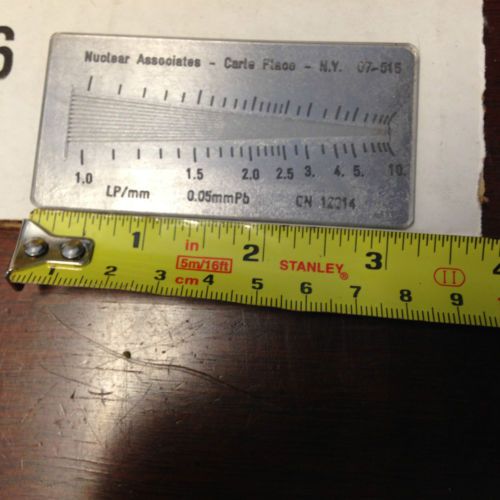 6
Nuclear Associates - Carle Place - N.Y. 07-515
1.0 1.5 2.0 2.5 3. 4. 5. 10.
LP/mm 0.05mmPb CN 12214
1 in 2 3
5m/16ft STANLEY® II
1 2 3 cm 4 5 6 7 8 9